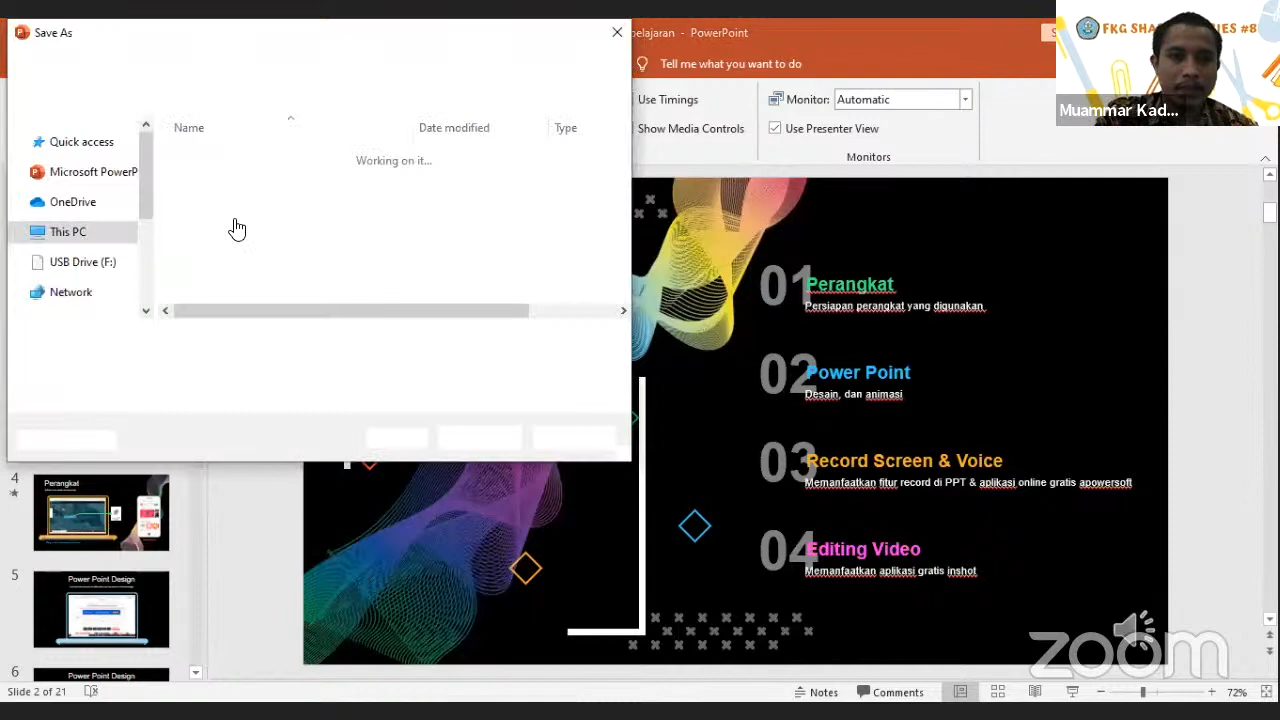 Save As
pelajaran - PowerPoint
Tell me what you want to do
Name
Date modified
Type
Working on it...
Quick access
Microsoft PowerP
OneDrive
This PC
USB Drive (F:)
Network
Use Timings
Show Media Controls
Monitor: Automatic
Use Presenter View
Monitors
FKG SHA
IES #8
Muammar Kad...
01 Perangkat
Persiapan perangkat yang digunakan
02 Power Point
Desain, dan animasi
03 Record Screen & Voice
Memanfaatkan fitur record di PPT & aplikasi online gratis apowersoft
04 Editing Video
Memanfaatkan aplikasi gratis inshot
4
Perangkat
5
Power Point Design
6
Power Point Design
zoom
Slide 2 of 21
Notes
Comments
72%